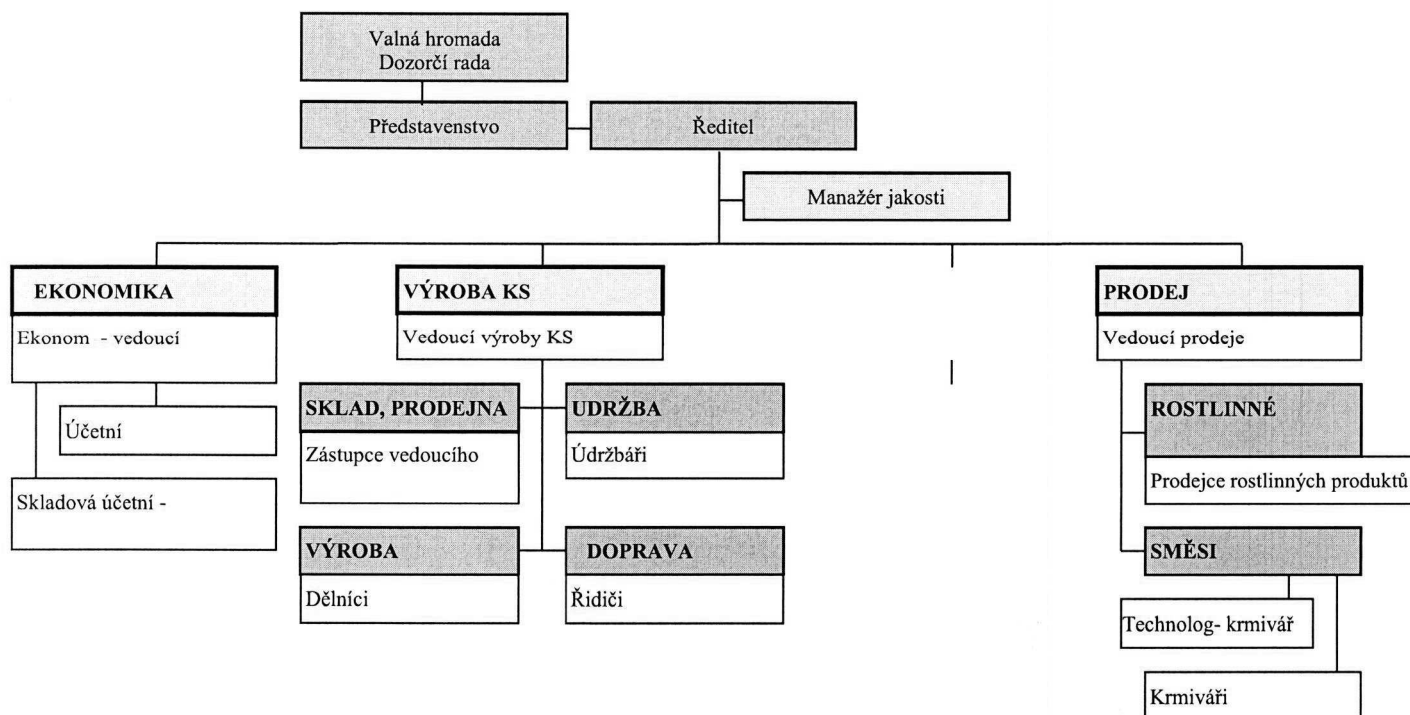 Valná hromada
Dozorčí rada
Představenstvo
Ředitel
Manažér jakosti
EKONOMIKA
Ekonom - vedoucí
Účetní
Skladová účetní -
VÝROBA KS
Vedoucí výroby KS
SKLAD, PRODEJNA
Zástupce vedoucího
UDRŽBA
Údržbáři
VÝROBA
Dělníci
DOPRAVA
Řidiči
PRODEJ
Vedoucí prodeje
ROSTLINNÉ
Prodejce rostlinných produktů
SMĚSI
Technolog- krmivář
Krmiváři